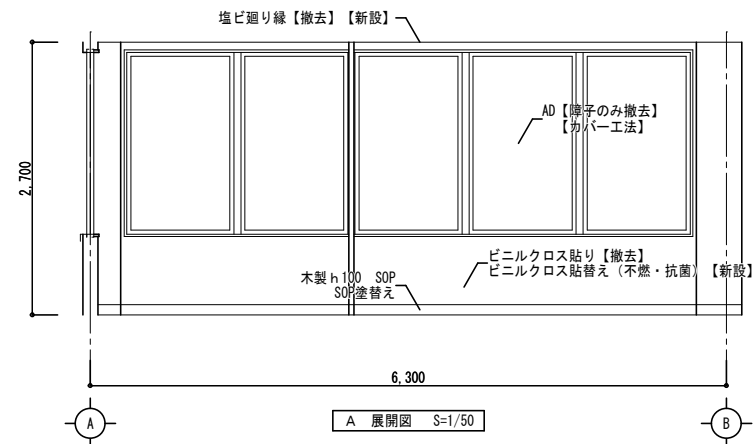 塩ビ廻り縁【撤去】【新設】
AD【障子のみ撤去】
【カバー工法】
2,700
ビニルクロス貼り【撤去】
ビニルクロス貼替え（不燃・抗菌）【新設】
木製ｈ100 SOP
SOP塗替え
6,300
A
A 展開図 S=1/50
B